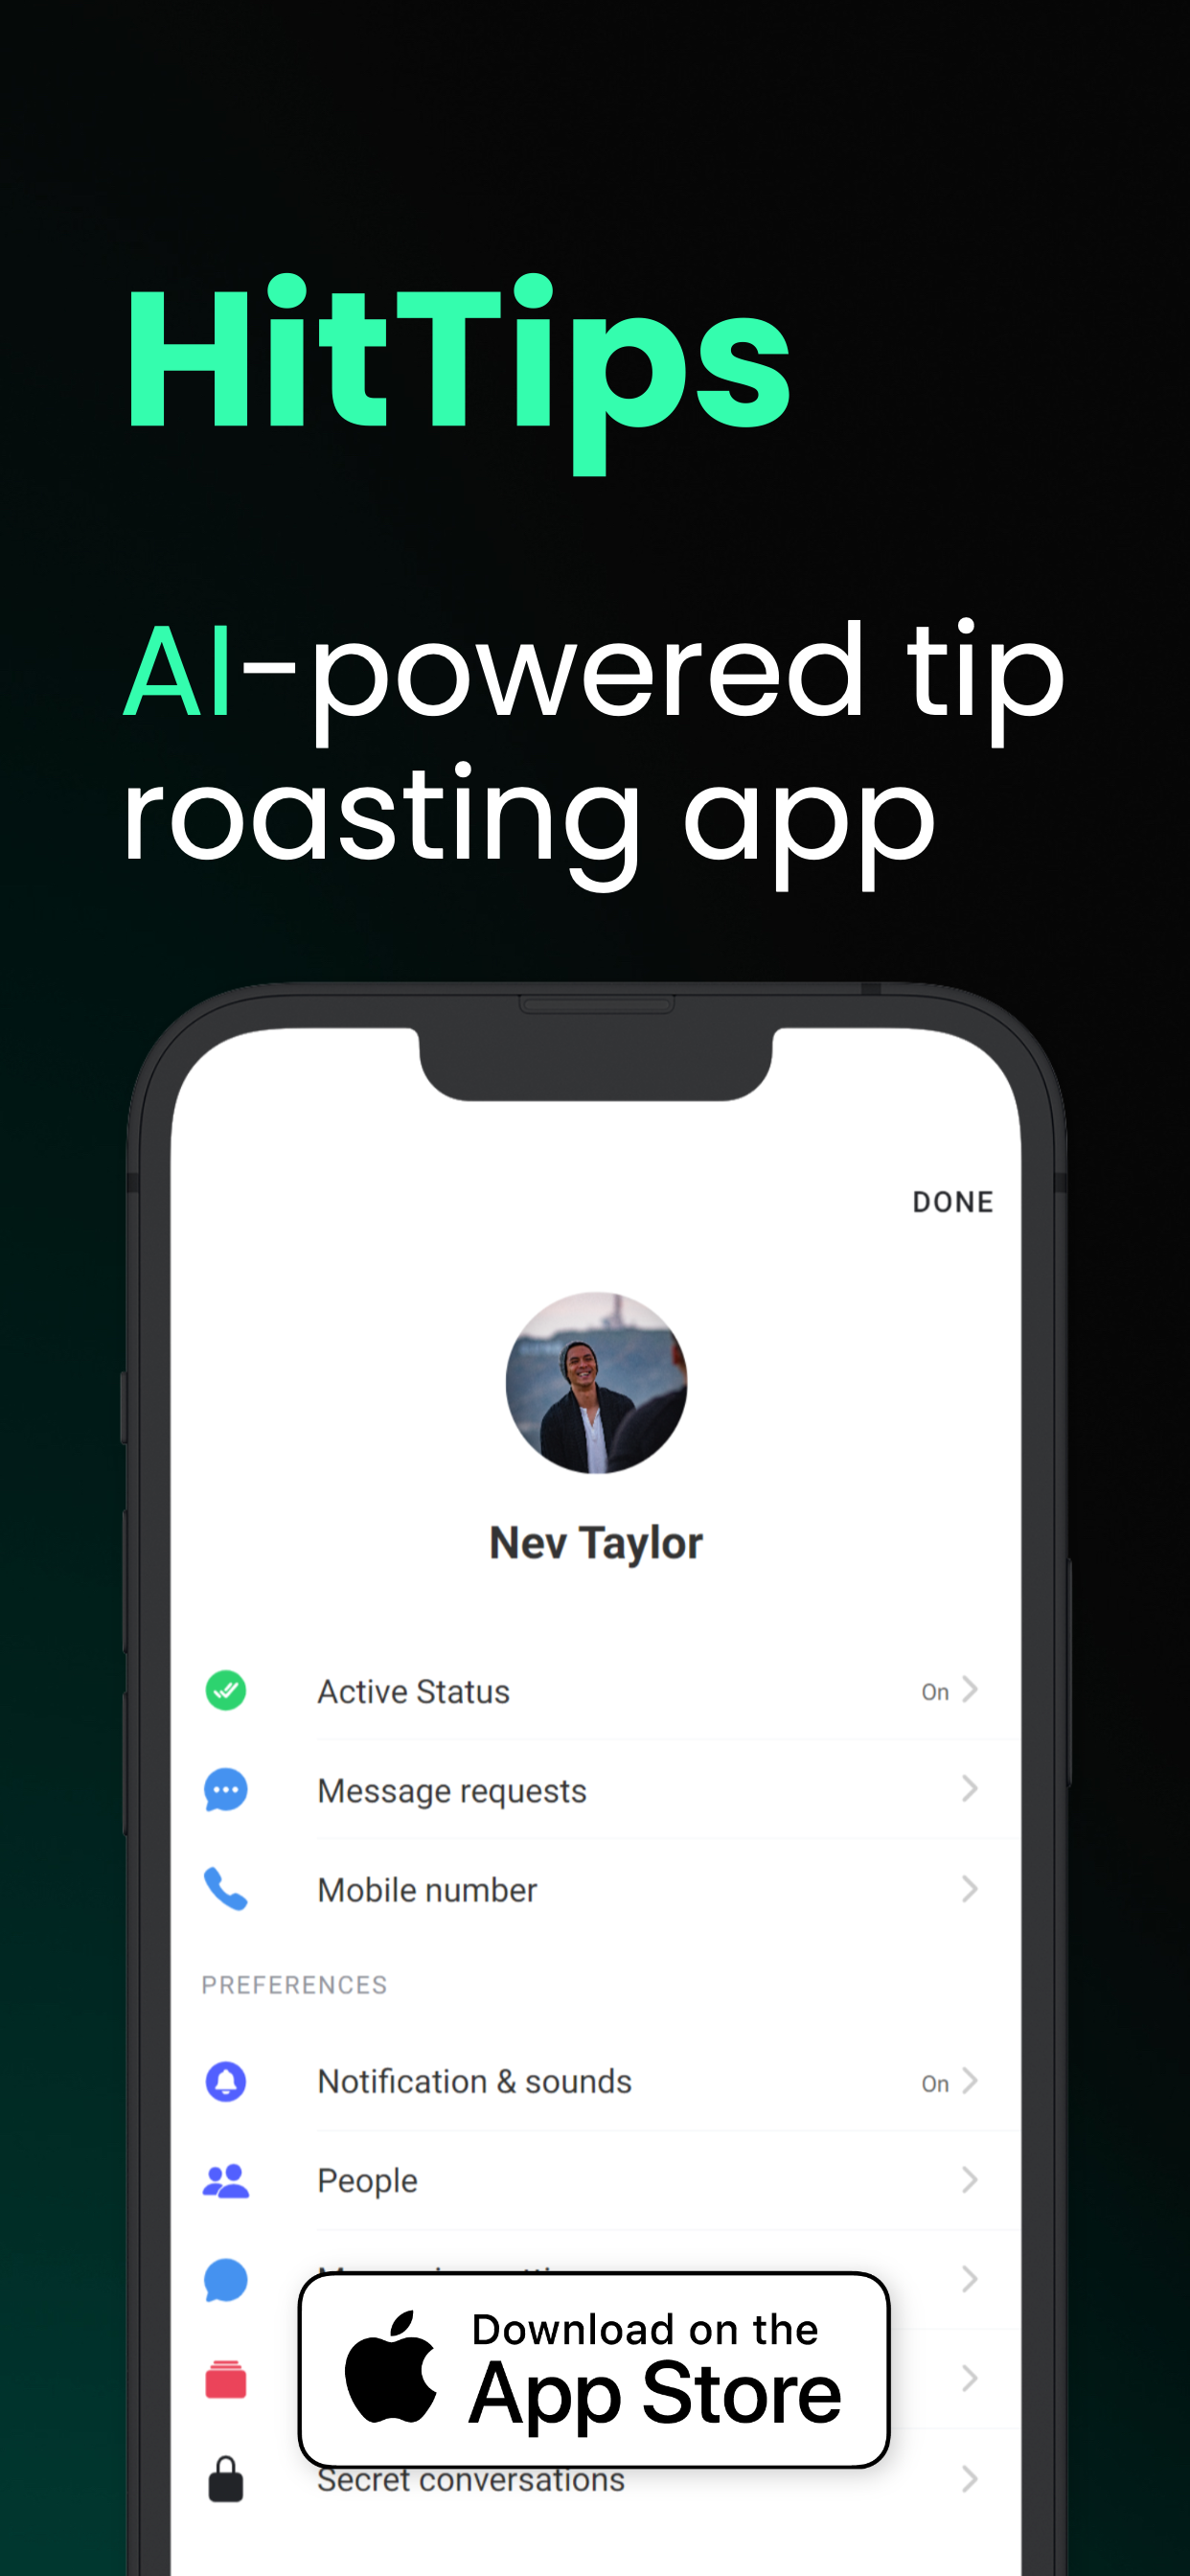 HitTips
AI-powered tip
roasting app
DONE
Nev Taylor
Active Status
On
Message requests
Mobile number
PREFERENCES
Notification & sounds
On
People
Download on the
App Store
Secret conversations